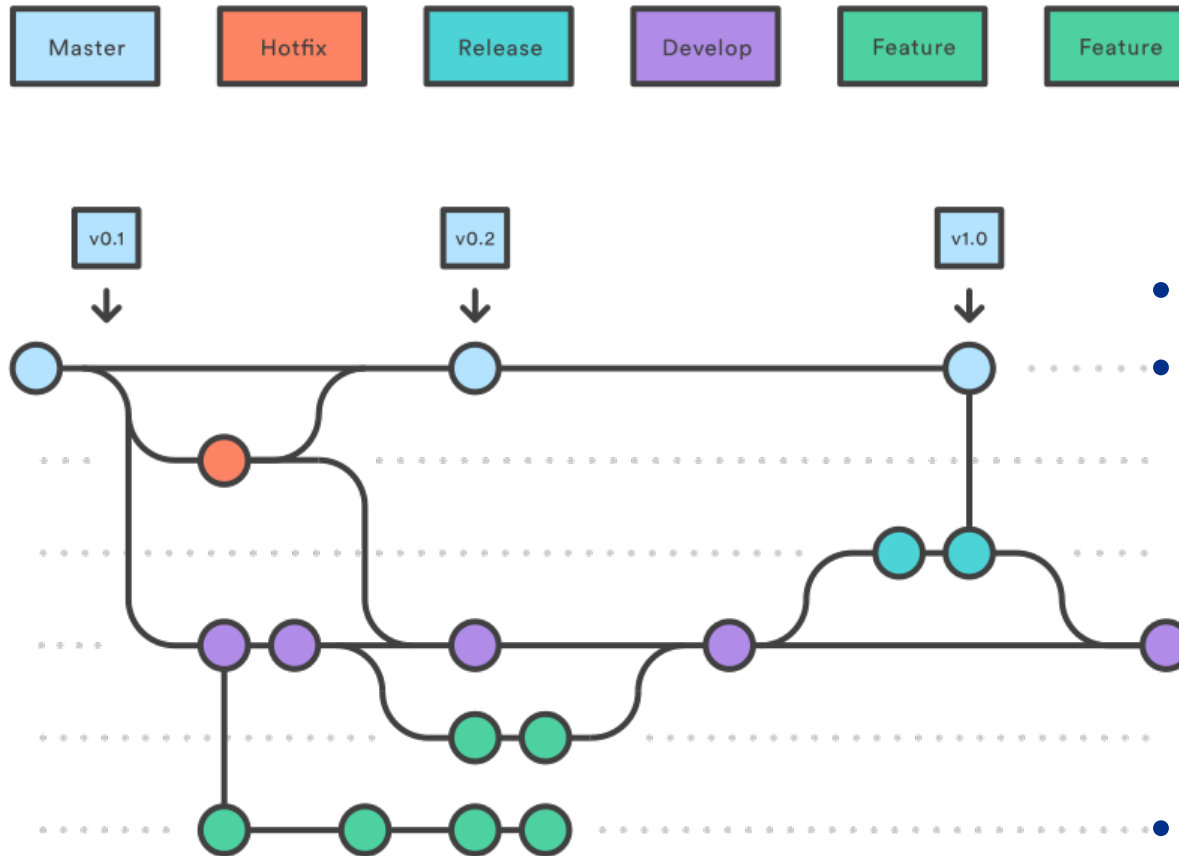 Master
Hotfix
Release
Develop
Feature
Feature
v0.1
v0.2
v1.0